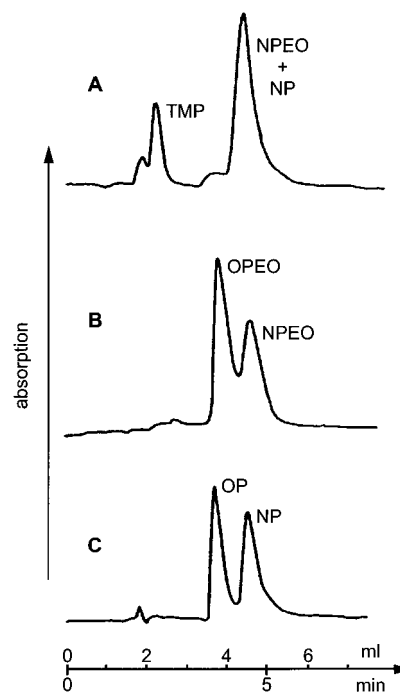 NPEO
+
NP
A
TMP
OPEO
B
NPEO
absorption
OP
NP
C
0 2 4 6 ml
0 5 min